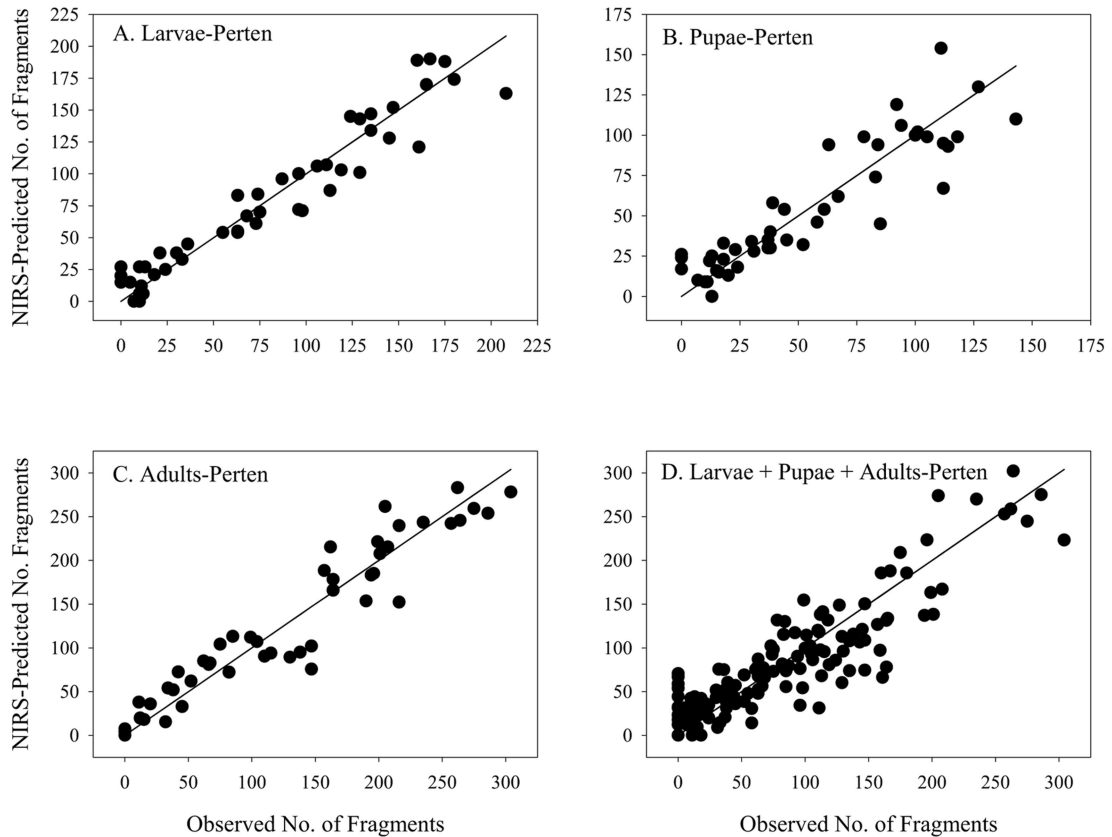 A. Larvae-Perten
NIRS-Predicted No. of Fragments
225
200
175
150
125
100
75
50
25
0
0 25 50 75 100 125 150 175 200 225
B. Pupae-Perten
175
150
125
100
75
50
25
0
0 25 50 75 100 125 150 175
C. Adults-Perten
NIRS-Predicted No. Fragments
300
250
200
150
100
50
0
0 50 100 150 200 250 300
Observed No. of Fragments
D. Larvae + Pupae + Adults-Perten
300
250
200
150
100
50
0
0 50 100 150 200 250 300
Observed No. of Fragments